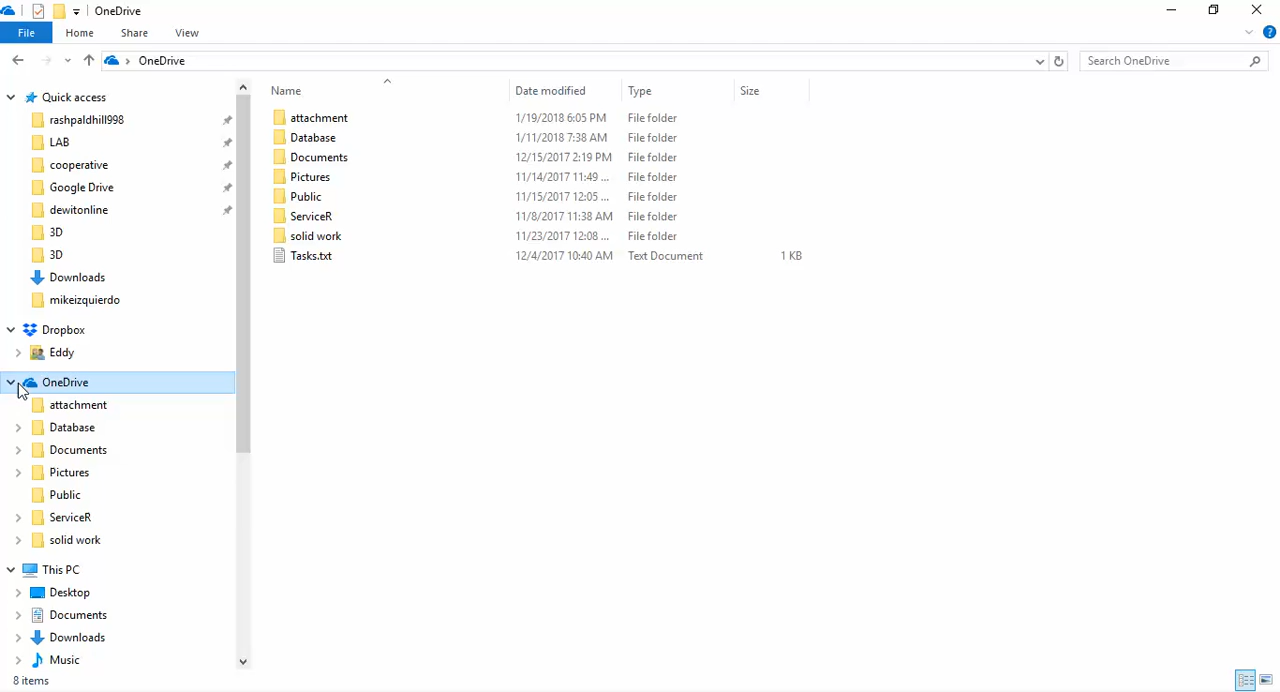 OneDrive
File Home Share View
OneDrive
Search OneDrive
Quick access
rashpaldhill998
LAB
cooperative
Google Drive
dewitonline
3D
3D
Downloads
mikeizquierdo
Dropbox
Eddy
OneDrive
attachment
Database
Documents
Pictures
Public
ServiceR
solid work
This PC
Desktop
Documents
Downloads
Music
Name Date modified Type Size
attachment 1/19/2018 6:05 PM File folder
Database 1/11/2018 7:38 AM File folder
Documents 12/15/2017 2:19 PM File folder
Pictures 11/14/2017 11:49 ... File folder
Public 11/15/2017 12:05 ... File folder
ServiceR 11/8/2017 11:38 AM File folder
solid work 11/23/2017 12:08 ... File folder
Tasks.txt 12/4/2017 10:40 AM Text Document 1 KB
8 items